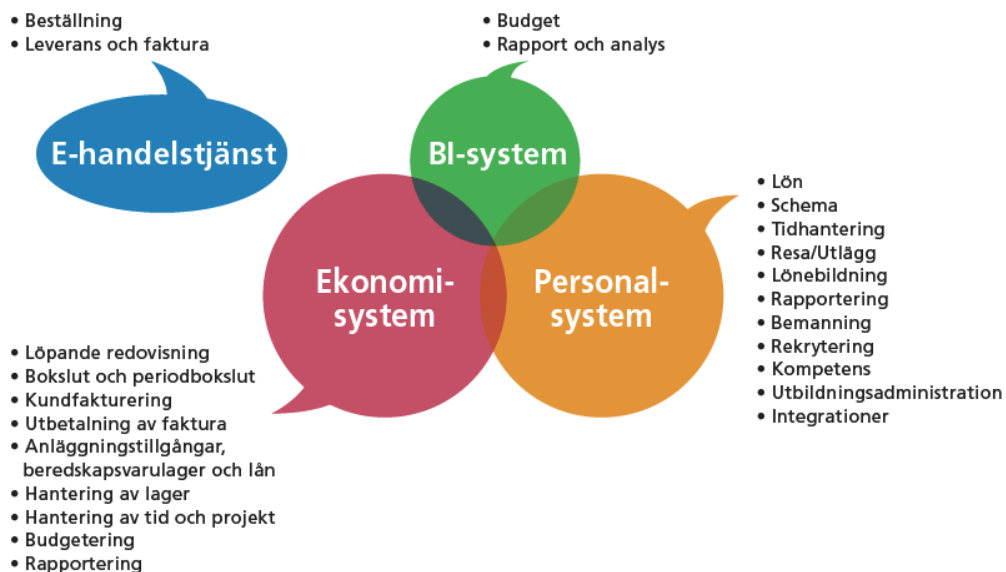 • Beställning
• Leverans och faktura
E-handelstjänst
• Budget
• Rapport och analys
BI-system
Ekonomi-
system
Personal-
system
• Lön
• Schema
• Tidhantering
• Resa/Utlägg
• Lönebildning
• Rapportering
• Bemanning
• Rekrytering
• Kompetens
• Utbildningsadministration
• Integrationer
• Löpande redovisning
• Bokslut och periodbokslut
• Kundfakturering
• Utbetalning av faktura
• Anläggningstillgångar,
beredskapsvarulager och lån
• Hantering av lager
• Hantering av tid och projekt
• Budgetering
• Rapportering